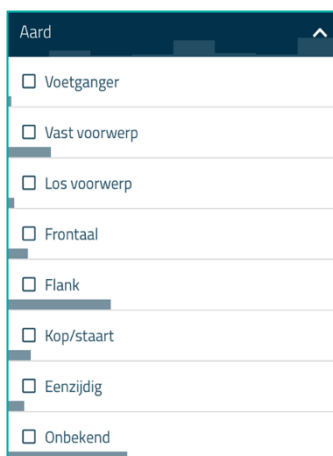 Aard
Voetganger
Vast voorwerp
Los voorwerp
Frontaal
Flank
Kop/staart
Eenzijdig
Onbekend